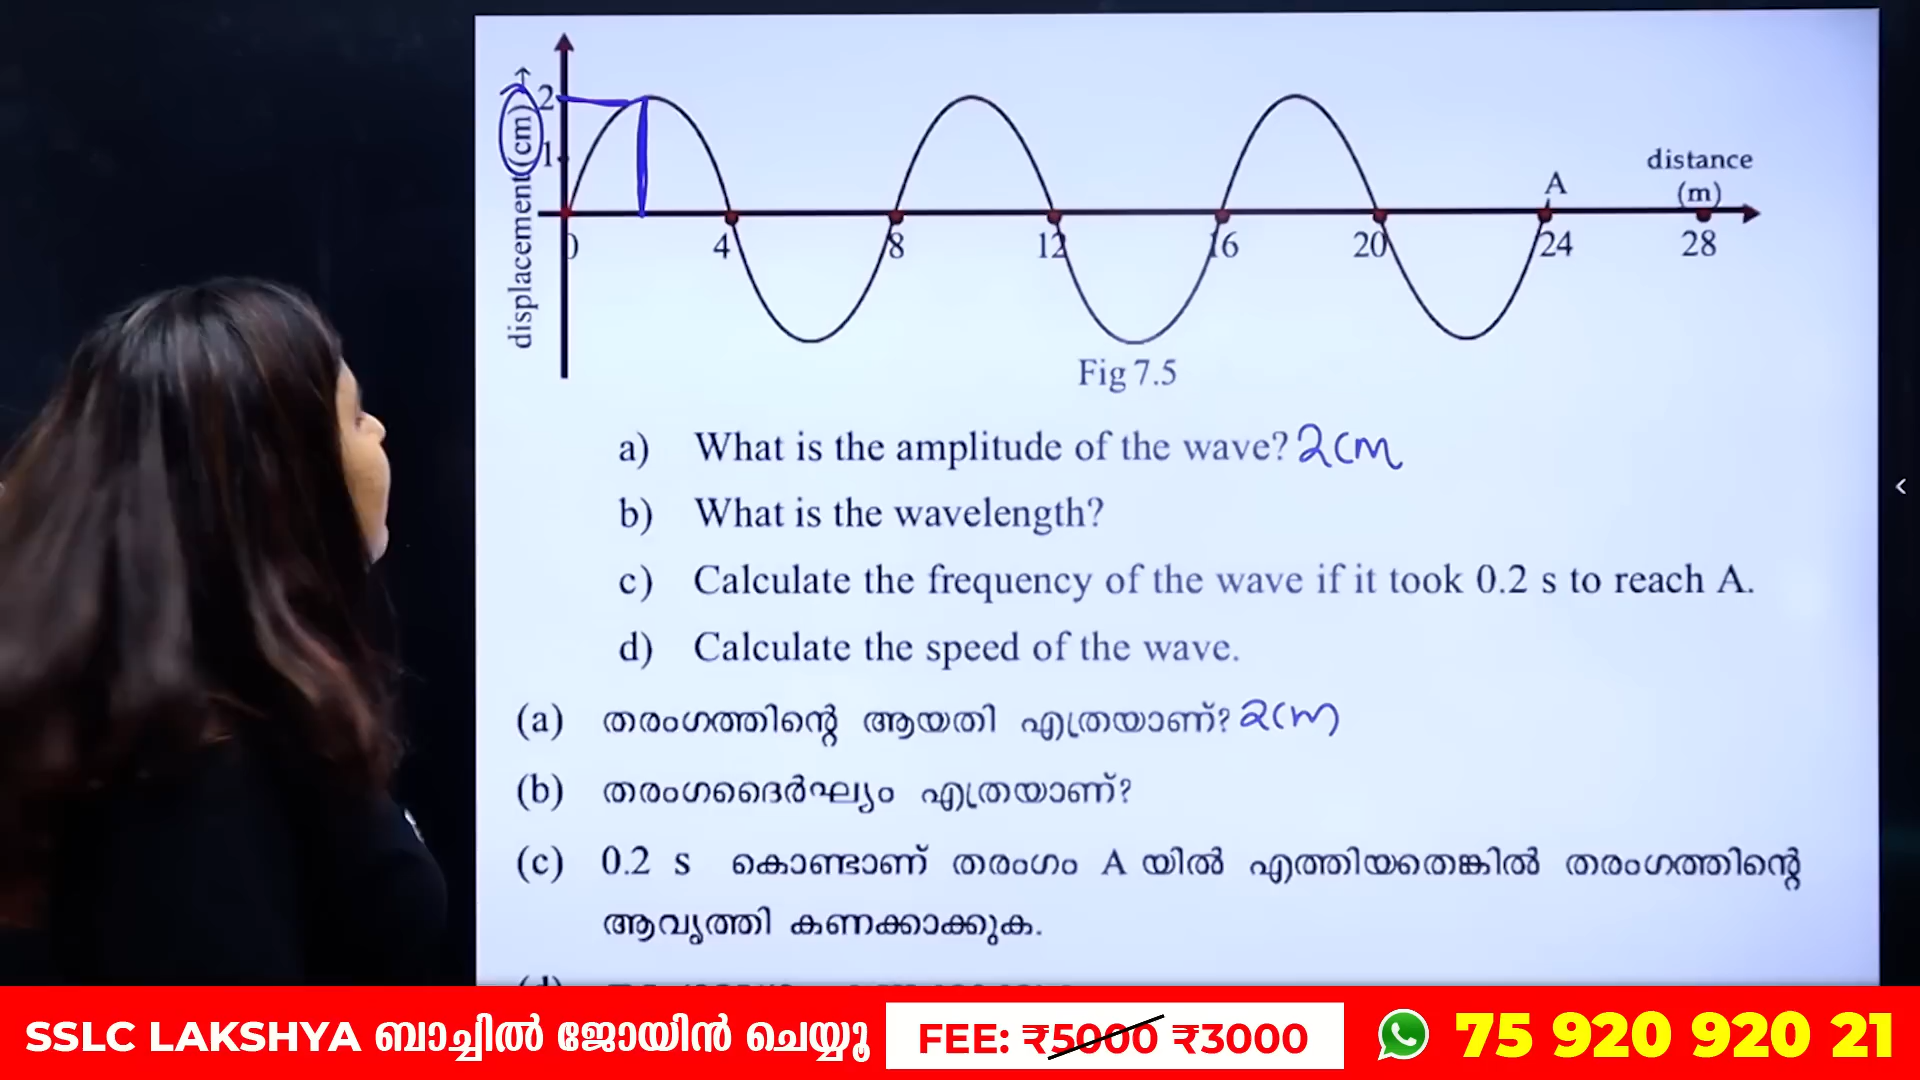 displacement(cm)→
2
1
distance
(m)
A
0 4 8 12 16 20 24 28
Fig 7.5
a) What is the amplitude of the wave? 2cm
b) What is the wavelength?
c) Calculate the frequency of the wave if it took 0.2 s to reach A.
d) Calculate the speed of the wave.
(a) തരംഗത്തിന്റെ ആയതി എത്രയാണ്? 2cm
(b) തരംഗദൈർഘ്യം എത്രയാണ്?
(c) 0.2 s കൊണ്ടാണ് തരംഗം A യിൽ എത്തിയതെങ്കിൽ തരംഗത്തിന്റെ
ആവൃത്തി കണക്കാക്കുക.
SSLC LAKSHYA ബാച്ചിൽ ജോയിൻ ചെയ്യൂ FEE: ₹5000 ₹3000 75 920 920 21